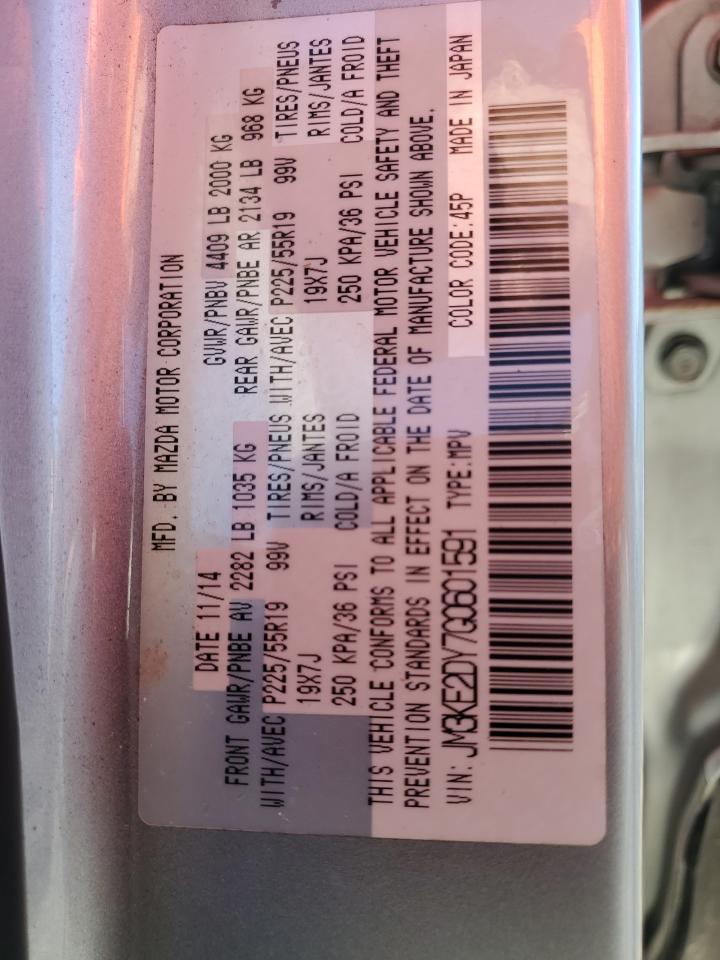 MFD. BY MAZDA MOTOR CORPORATION
DATE 11/14 GVWR/PNBV 4409 LB 2000 KG
FRONT GAWR/PNBE AV 2282 LB 1035 KG REAR GAWR/PNBE AR 2134 LB 968 KG
WITH/AVEC P225/55R19 99V TIRES/PNEUS WITH/AVEC P225/55R19 99V TIRES/PNEUS
19X7J RIMS/JANTES 19X7J RIMS/JANTES
250 KPA/36 PSI COLD/A FROID 250 KPA/36 PSI COLD/A FROID
THIS VEHICLE CONFORMS TO ALL APPLICABLE FEDERAL MOTOR VEHICLE SAFETY AND THEFT
PREVENTION STANDARDS IN EFFECT ON THE DATE OF MANUFACTURE SHOWN ABOVE.
VIN: JM3KE2DY7G0601591 TYPE:MPV COLOR CODE:45P MADE IN JAPAN